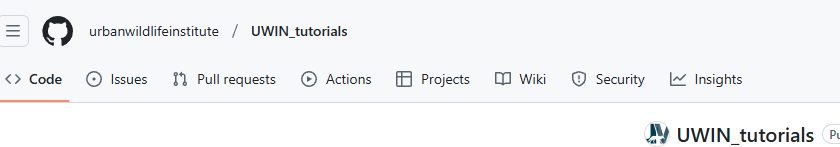 urbanwildlifeinstitute / UWIN_tutorials
Code Issues Pull requests Actions Projects Wiki Security Insights
UWIN_tutorials